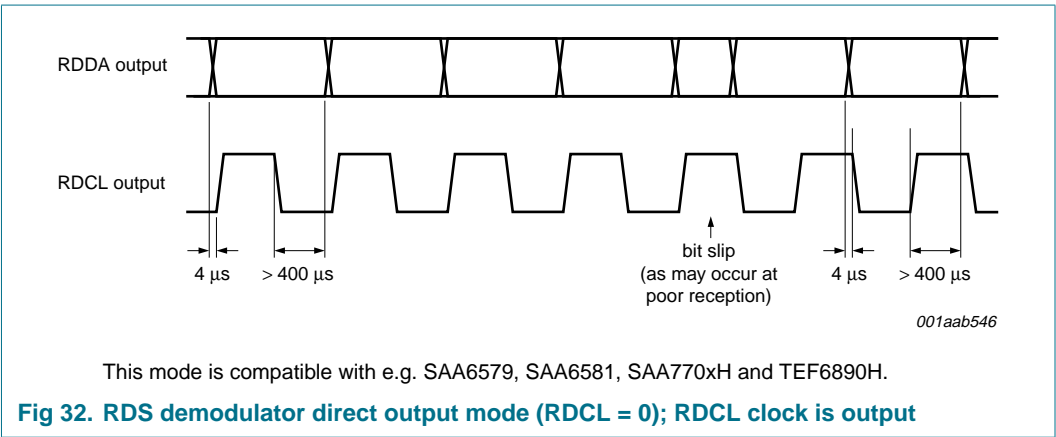 RDDA output
RDCL output
4 μs
> 400 μs
bit slip
(as may occur at
poor reception)
4 μs
> 400 μs
001aab546
This mode is compatible with e.g. SAA6579, SAA6581, SAA770xH and TEF6890H.
Fig 32. RDS demodulator direct output mode (RDCL = 0); RDCL clock is output